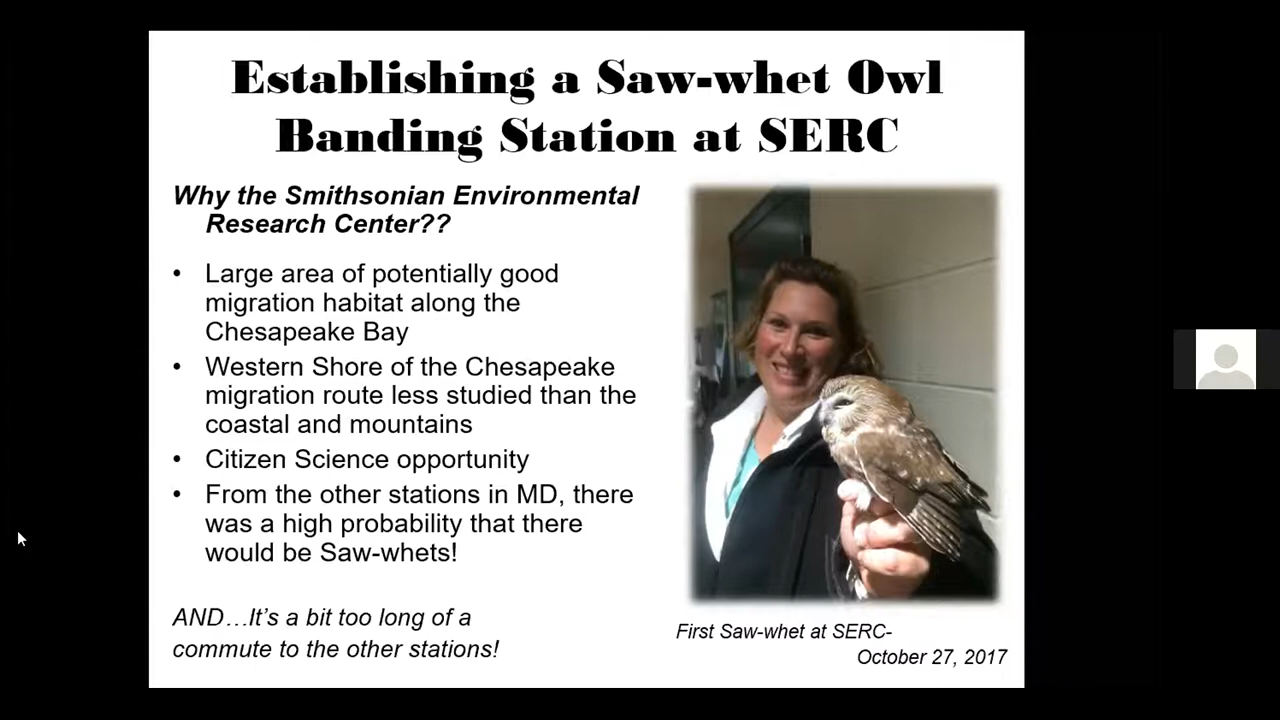 Establishing a Saw-whet Owl
Banding Station at SERC
Why the Smithsonian Environmental
Research Center??
• Large area of potentially good
migration habitat along the
Chesapeake Bay
• Western Shore of the Chesapeake
migration route less studied than the
coastal and mountains
• Citizen Science opportunity
• From the other stations in MD, there
was a high probability that there
would be Saw-whets!
AND…It's a bit too long of a
commute to the other stations!
First Saw-whet at SERC-
October 27, 2017